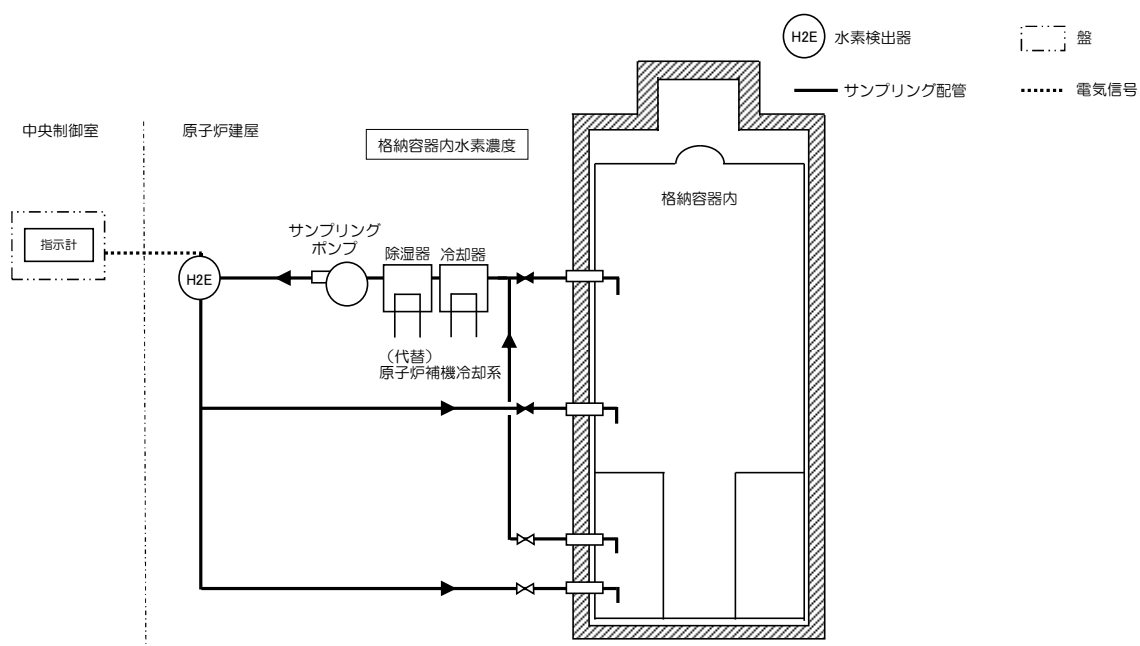 H2E 水素検出器
盤
サンプリング配管
電気信号
中央制御室
原子炉建屋
格納容器内水素濃度
格納容器内
指示計
サンプリング
ポンプ
除湿器
冷却器
H2E
（代替）
原子炉補機冷却系